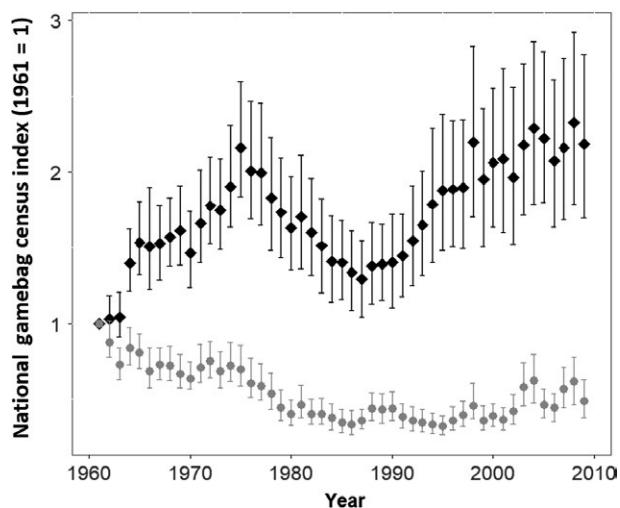 National gamebag census index (1961 = 1)
3
2
1
1960 1970 1980 1990 2000 2010
Year